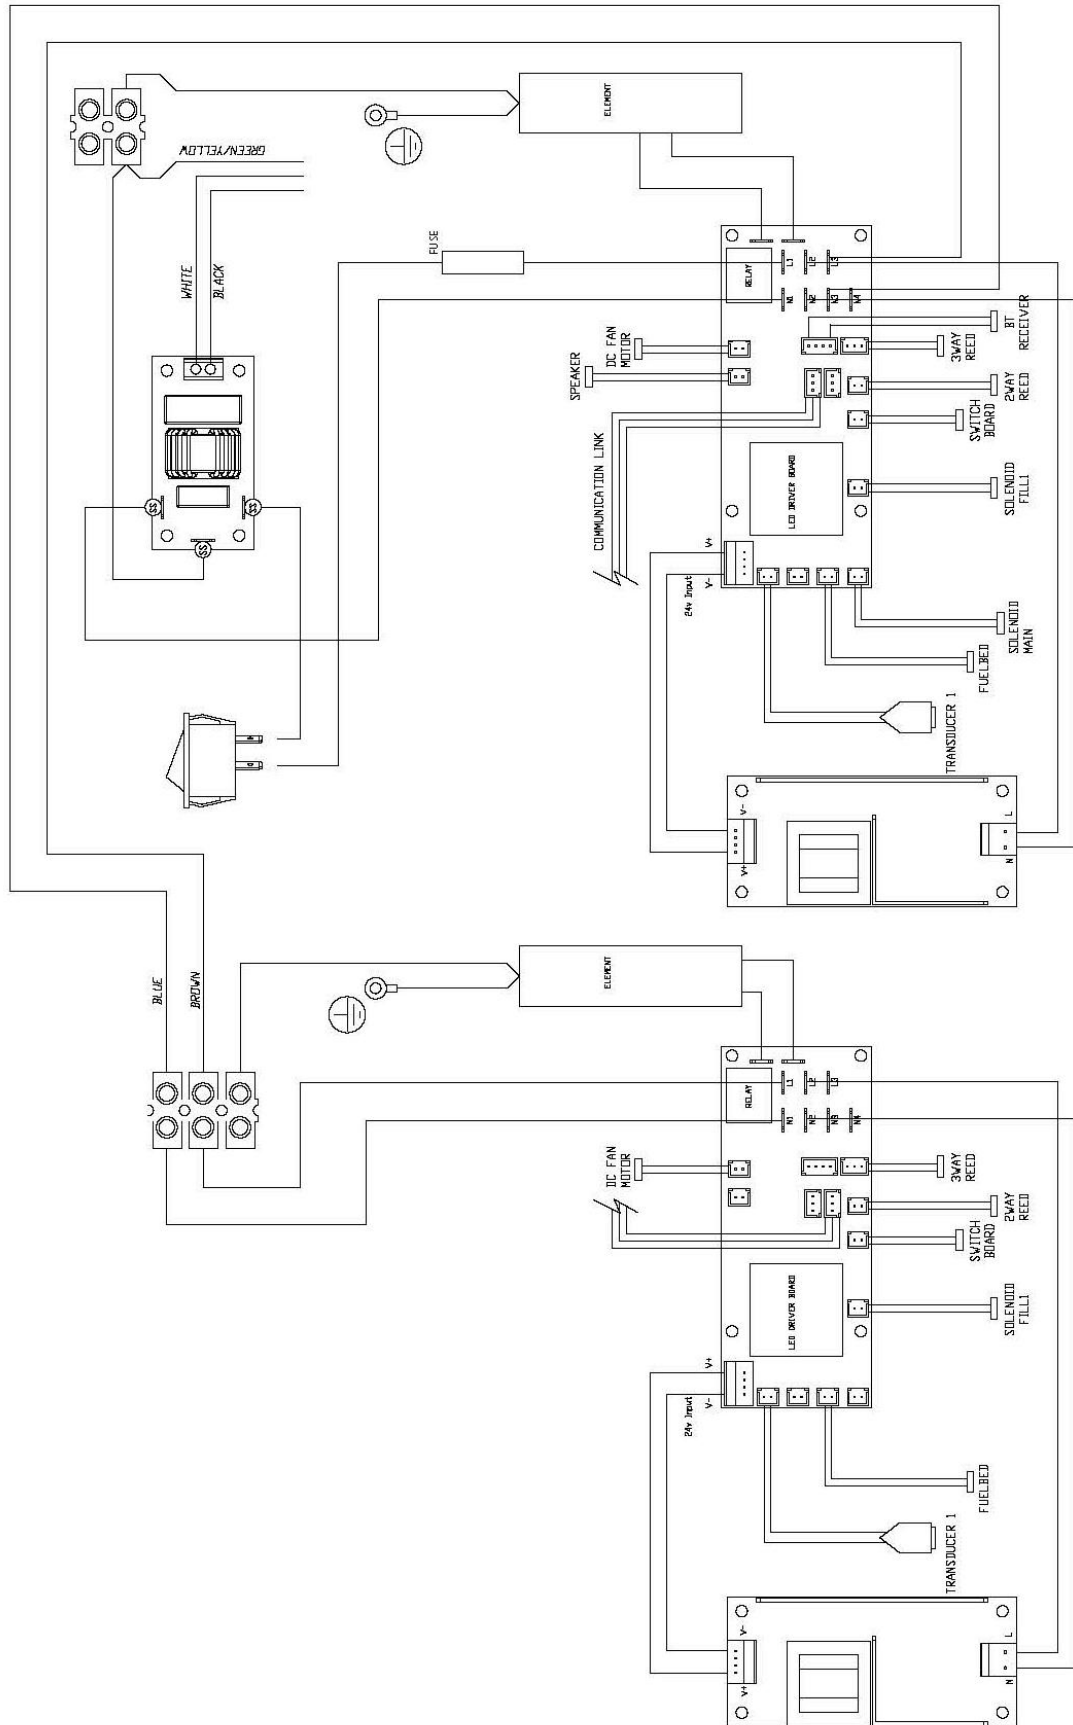 ELEMENT
GREEN/YELLOW
WHITE
BLACK
FUSE
RELAY
L1
L2
L3
N1
N2
N3
N4
BT
RECEIVER
DC FAN
MOTOR
3WAY
REED
SPEAKER
2WAY
REED
SWITCH
BOARD
COMMUNICATION LINK
LED DRIVER BOARD
SOLENOID
FILL1
SS
SS
SS
V+
V-
24v Input
SOLENOID
MAIN
FUELBED
TRANSDUCER 1
V-
V+
L
N
BLUE
BROWN
ELEMENT
RELAY
L1
L2
L3
N1
N2
N3
N4
DC FAN
MOTOR
3WAY
REED
2WAY
REED
SWITCH
BOARD
LED DRIVER BOARD
SOLENOID
FILL1
V+
V-
24v Input
FUELBED
TRANSDUCER 1
V-
V+
L
N